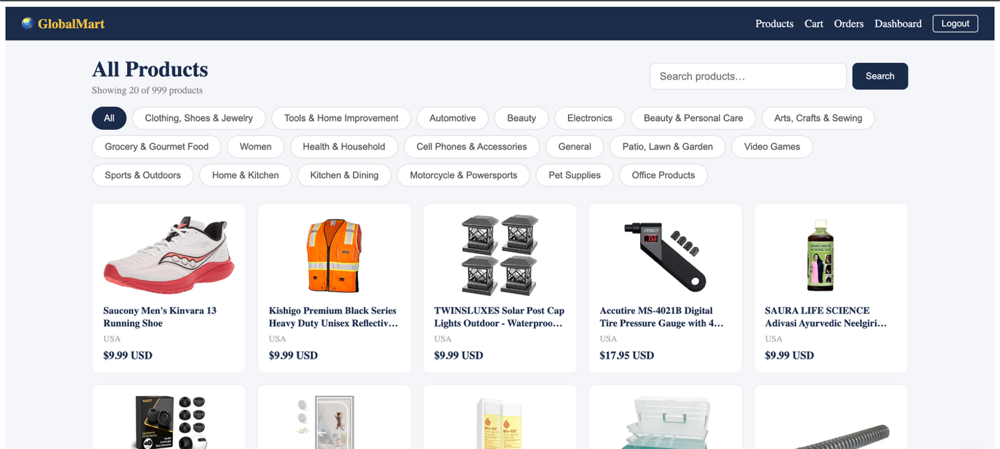 GlobalMart
Products Cart Orders Dashboard Logout
All Products
Showing 20 of 999 products
Search products…
Search
All Clothing, Shoes & Jewelry Tools & Home Improvement Automotive Beauty Electronics Beauty & Personal Care Arts, Crafts & Sewing
Grocery & Gourmet Food Women Health & Household Cell Phones & Accessories General Patio, Lawn & Garden Video Games
Sports & Outdoors Home & Kitchen Kitchen & Dining Motorcycle & Powersports Pet Supplies Office Products
Saucony Men's Kinvara 13
Running Shoe
USA
$9.99 USD
Kishigo Premium Black Series
Heavy Duty Unisex Reflectiv…
USA
$9.99 USD
TWINSLUXES Solar Post Cap
Lights Outdoor - Waterproo…
USA
$9.99 USD
Accutire MS-4021B Digital
Tire Pressure Gauge with 4…
USA
$17.95 USD
SAURA LIFE SCIENCE
Adivasi Ayurvedic Neelgiri…
USA
$9.99 USD
Bio-Oil
Bio-Oil